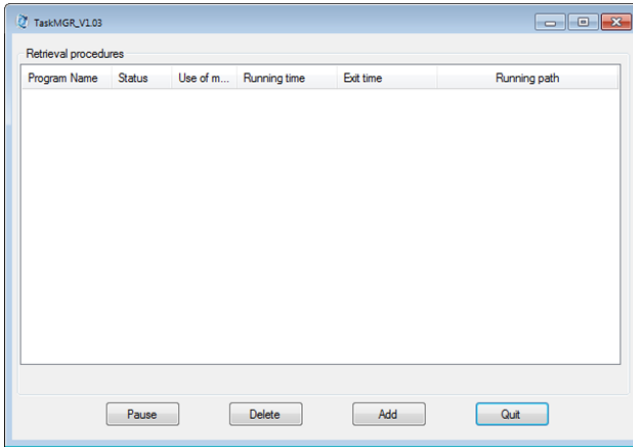 TaskMGR_V1.03
Retrieval procedures
Program Name Status Use of m... Running time Exit time Running path
Pause Delete Add Quit